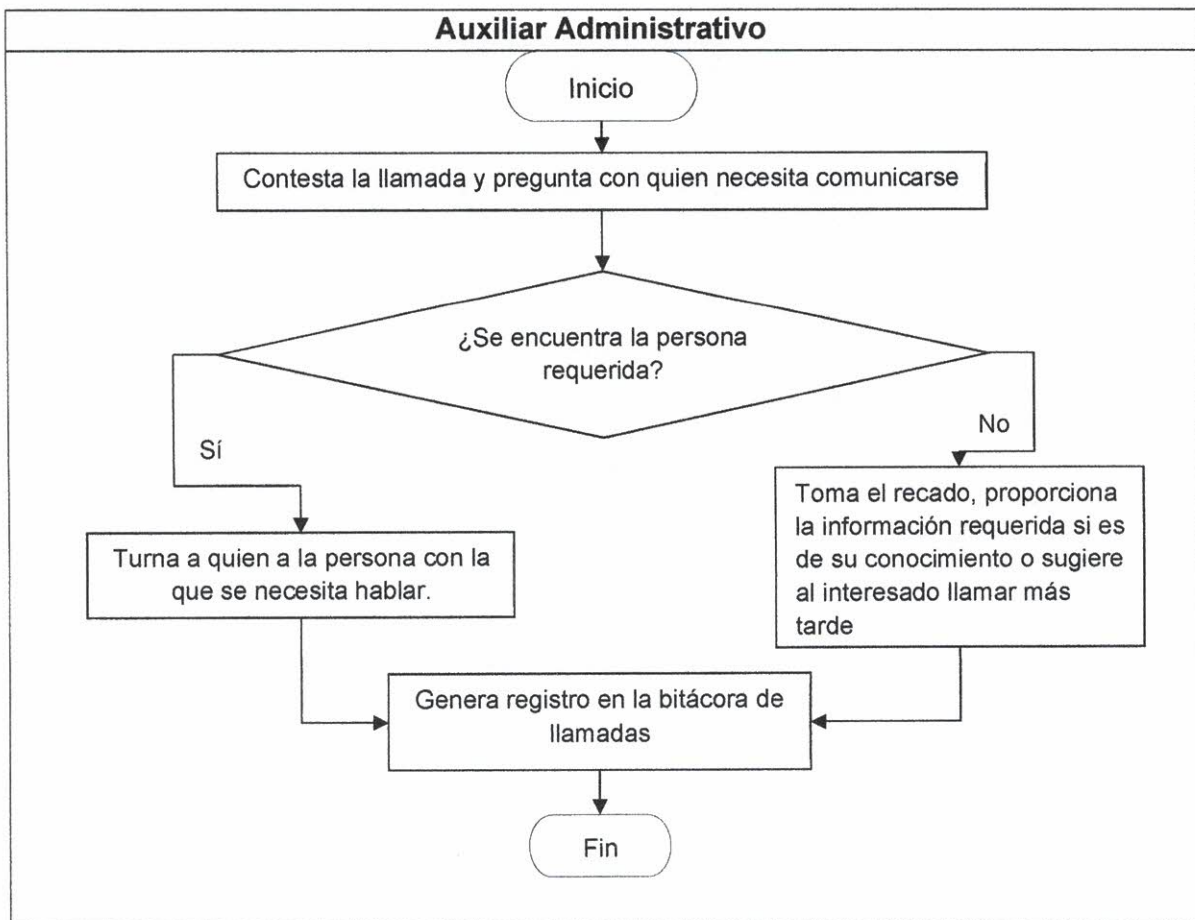 Auxiliar Administrativo
Inicio
Contesta la llamada y pregunta con quien necesita comunicarse
¿Se encuentra la persona
requerida?
Sí
No
Turna a quien a la persona con la
que se necesita hablar.
Toma el recado, proporciona
la información requerida si es
de su conocimiento o sugiere
al interesado llamar más
tarde
Genera registro en la bitácora de
llamadas
Fin